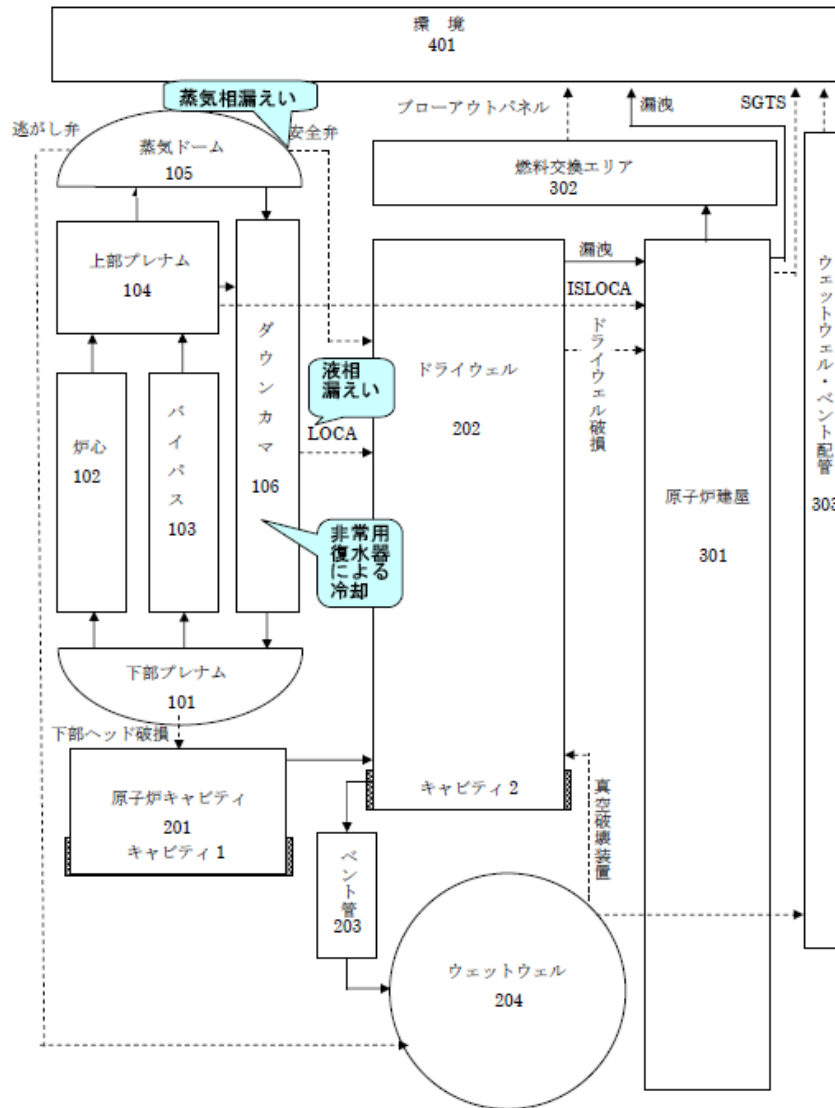 環 境
401
蒸気相漏えい
ブローアウトパネル
漏洩
SGTS
逃がし弁
安全弁
蒸気ドーム
105
燃料交換エリア
302
上部プレナム
104
漏洩
ISLOCA
ダウンカマ
106
液相
漏えい
LOCA
ドライウェル
202
ドライウェル破損
ウェットウェル・ベント配管
303
炉心
102
バイパス
103
原子炉建屋
301
非常用
復水器
による
冷却
下部プレナム
101
下部ヘッド破損
原子炉キャビティ
201
キャビティ1
キャビティ2
真空破壊装置
ベント管
203
ウェットウェル
204